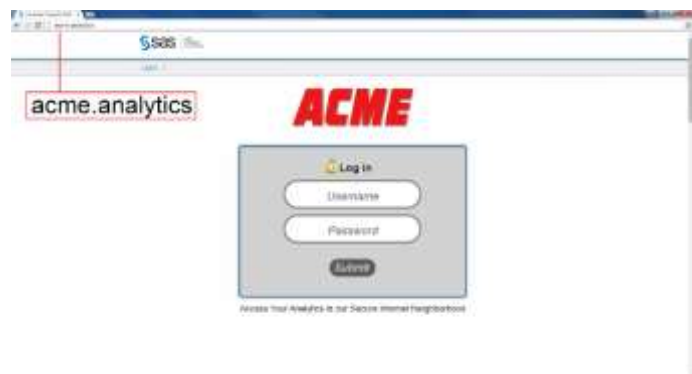 sas
acme.analytics
ACME
Log in
Username
Password
Submit
Access Your Analytics in our Secure Internet Neighborhood